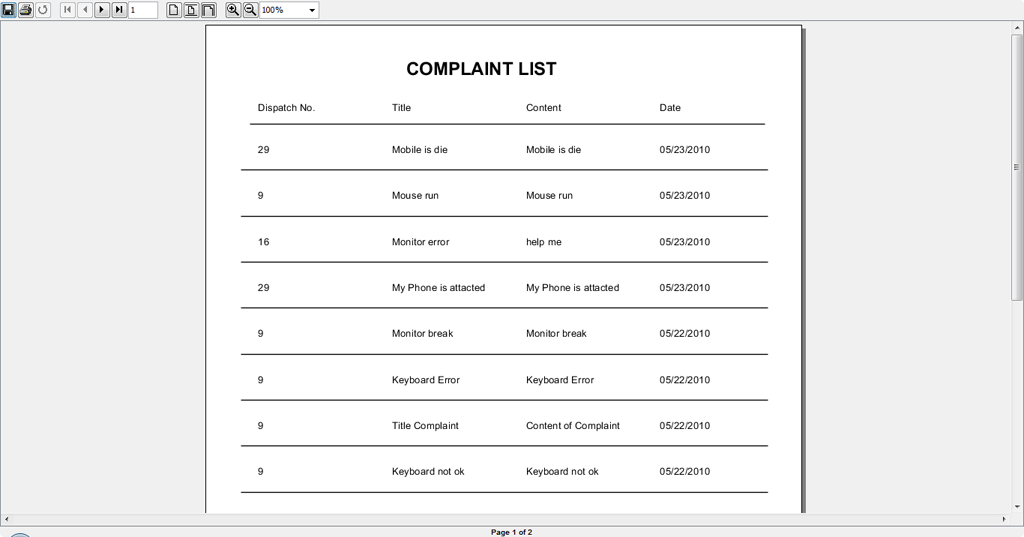 1 100%
COMPLAINT LIST
Dispatch No. Title Content Date
29 Mobile is die Mobile is die 05/23/2010
9 Mouse run Mouse run 05/23/2010
16 Monitor error help me 05/23/2010
29 My Phone is attacted My Phone is attacted 05/23/2010
9 Monitor break Monitor break 05/22/2010
9 Keyboard Error Keyboard Error 05/22/2010
9 Title Complaint Content of Complaint 05/22/2010
9 Keyboard not ok Keyboard not ok 05/22/2010
Page 1 of 2